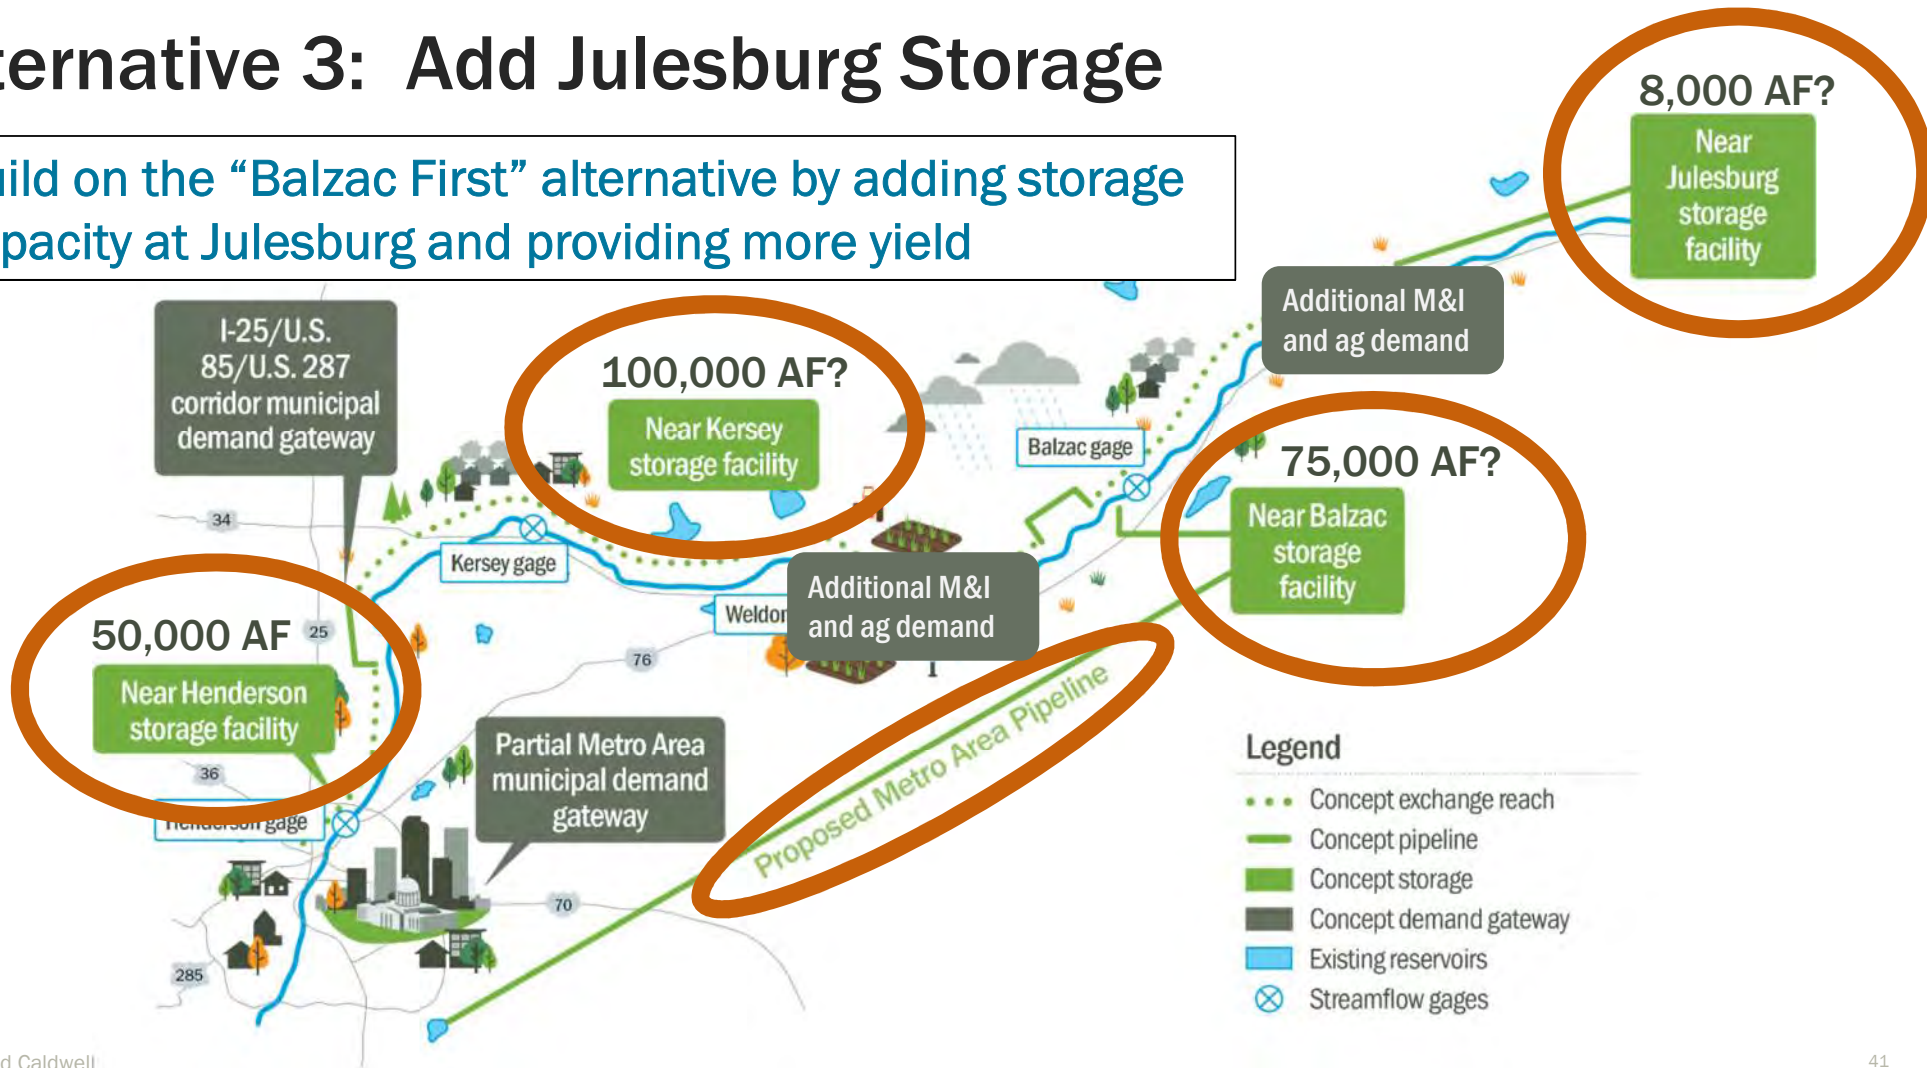 ternative 3: Add Julesburg Storage
uild on the “Balzac First” alternative by adding storage
pacity at Julesburg and providing more yield
8,000 AF?
Near
Julesburg
storage
facility
Additional M&I
and ag demand
I-25/U.S.
85/U.S. 287
corridor municipal
demand gateway
100,000 AF?
Near Kersey
storage facility
Balzac gage
75,000 AF?
Near Balzac
storage
facility
34
Kersey gage
Additional M&I
and ag demand
Weldon
50,000 AF
25
76
Near Henderson
storage facility
36
Henderson gage
Partial Metro Area
municipal demand
gateway
Proposed Metro Area Pipeline
70
285
Legend
Concept exchange reach
Concept pipeline
Concept storage
Concept demand gateway
Existing reservoirs
Streamflow gages
d Caldwell
41